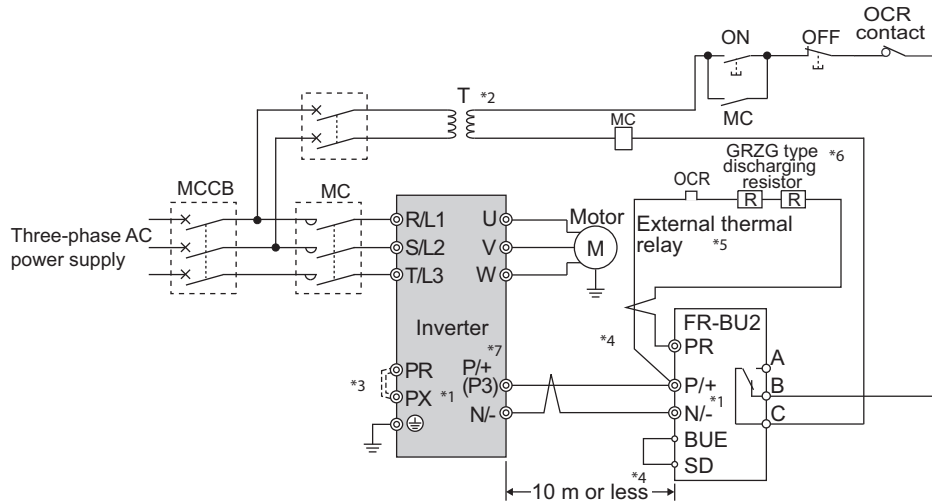 OCR
contact
ON
OFF
T *2
MC
MC
GRZG type *6
discharging
resistor
OCR
R
R
MCCB
MC
External thermal
relay *5
Three-phase AC
power supply
R/L1
S/L2
T/L3
U
V
W
Motor
M
Inverter
FR-BU2
*4
PR
A
*7
P/+
(P3)
P/+
B
*3
PR
PX *1
N/-
N/- *1
C
BUE
SD
*4
10 m or less